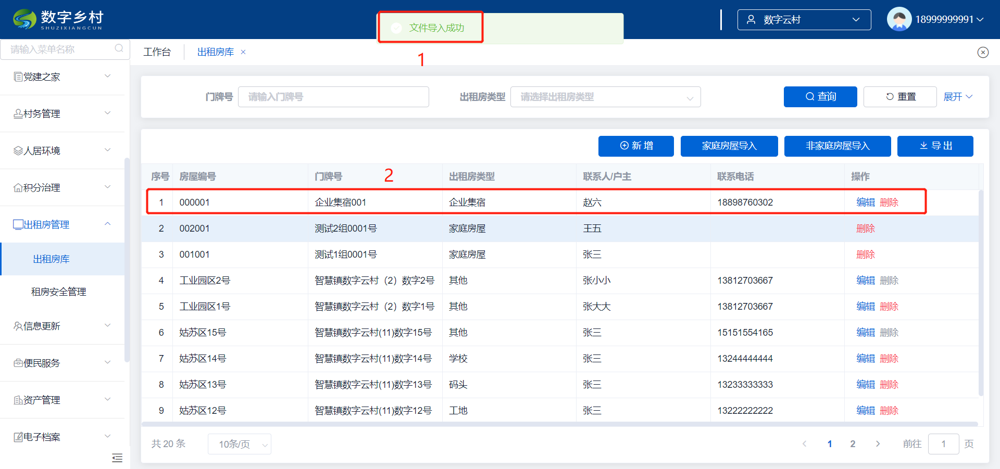 数字乡村
SHUZIXIANGCUN
文件导入成功
数字云村
18999999991
1
请输入菜单名称
工作台
出租房库
党建之家
村务管理
人居环境
积分治理
出租房管理
出租房库
租房安全管理
信息更新
便民服务
资产管理
电子档案
门牌号 请输入门牌号 出租房类型 请选择出租房类型 查询 重置 展开
新增 家庭房屋导入 非家庭房屋导入 导出
2
序号 房屋编号 门牌号 出租房类型 联系人/户主 联系电话 操作
1 000001 企业集宿001 企业集宿 赵六 18898760302 编辑 删除
2 002001 测试2组0001号 家庭房屋 王五 删除
3 001001 测试1组0001号 家庭房屋 张三 删除
4 工业园区2号 智慧镇数字云村（2）数字2号 其他 张小小 13812703667 编辑 删除
5 工业园区1号 智慧镇数字云村（2）数字1号 其他 张大大 13812703667 编辑 删除
6 姑苏区15号 智慧镇数字云村(11)数字15号 其他 张三 15151554165 编辑 删除
7 姑苏区14号 智慧镇数字云村(11)数字14号 学校 张三 13244444444 编辑 删除
8 姑苏区13号 智慧镇数字云村(11)数字13号 码头 张三 13233333333 编辑 删除
9 姑苏区12号 智慧镇数字云村(11)数字12号 工地 张三 13222222222 编辑 删除
共 20 条 10条/页 1 2 前往 1 页